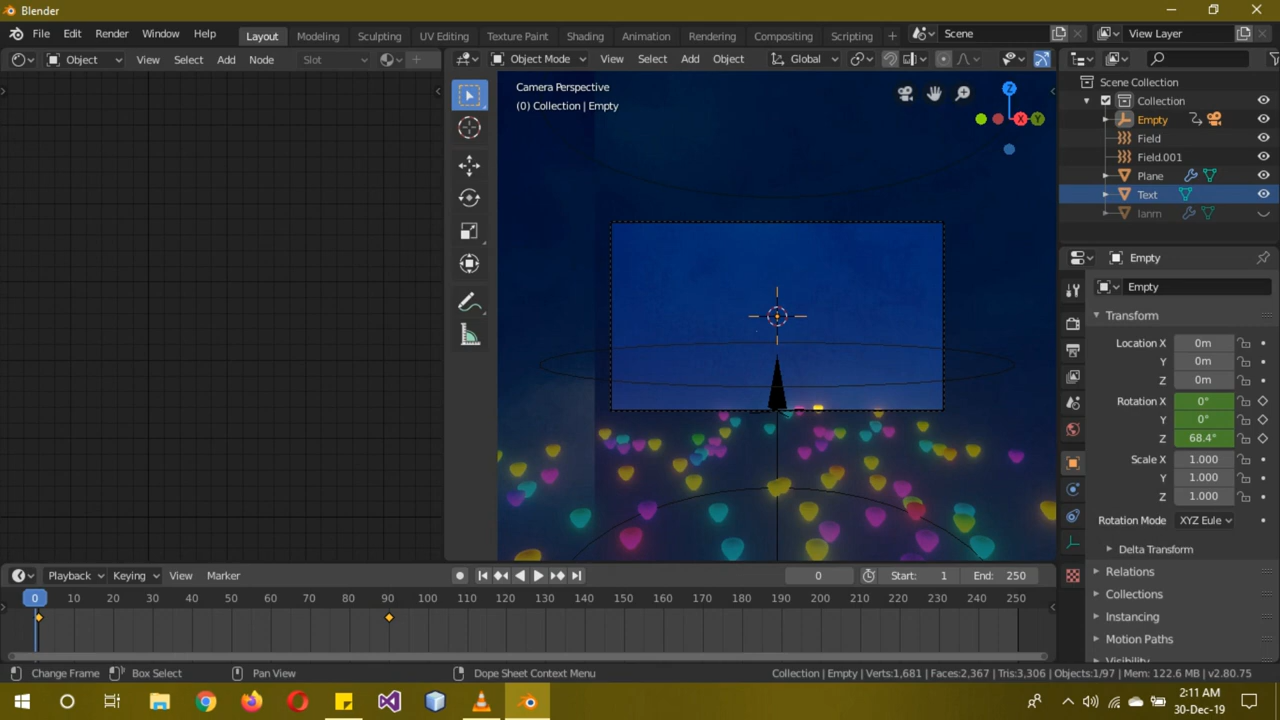 Blender
File Edit Render Window Help
Layout Modeling Sculpting UV Editing Texture Paint Shading Animation Rendering Compositing Scripting
Scene
View Layer
Object View Select Add Node Slot
Object Mode View Select Add Object Global
Camera Perspective
(0) Collection | Empty
Z
X
Y
Scene Collection
Collection
Empty
Field
Field.001
Plane
Text
Empty
Empty
Transform
Location X 0m
Y 0m
Z 0m
Rotation X 0°
Y 0°
Z 68.4°
Scale X 1.000
Y 1.000
Z 1.000
Rotation Mode XYZ Eule
Delta Transform
Relations
Collections
Instancing
Motion Paths
Visibility
Playback Keying View Marker
0 Start: 1 End: 250
0 10 20 30 40 50 60 70 80 90 100 110 120 130 140 150 160 170 180 190 200 210 220 230 240 250
Change Frame Box Select Pan View Dope Sheet Context Menu
Collection | Empty | Verts:1,681 | Faces:2,367 | Tris:3,306 | Objects:1/97 | Mem: 122.6 MB | v2.80.75
2:11 AM
30-Dec-19